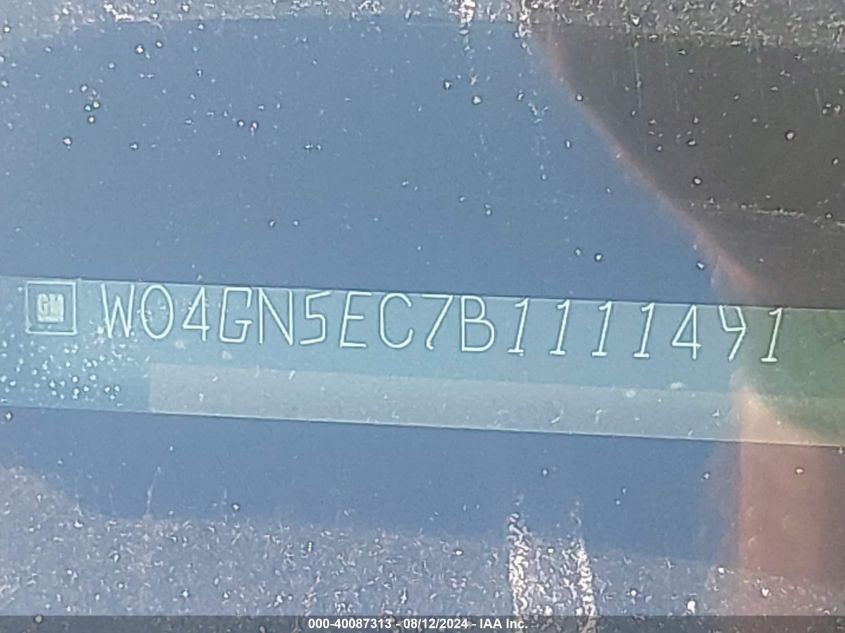 GM W04GN5EC7B1111491
000-40087313 - 08/12/2024 - IAA Inc.